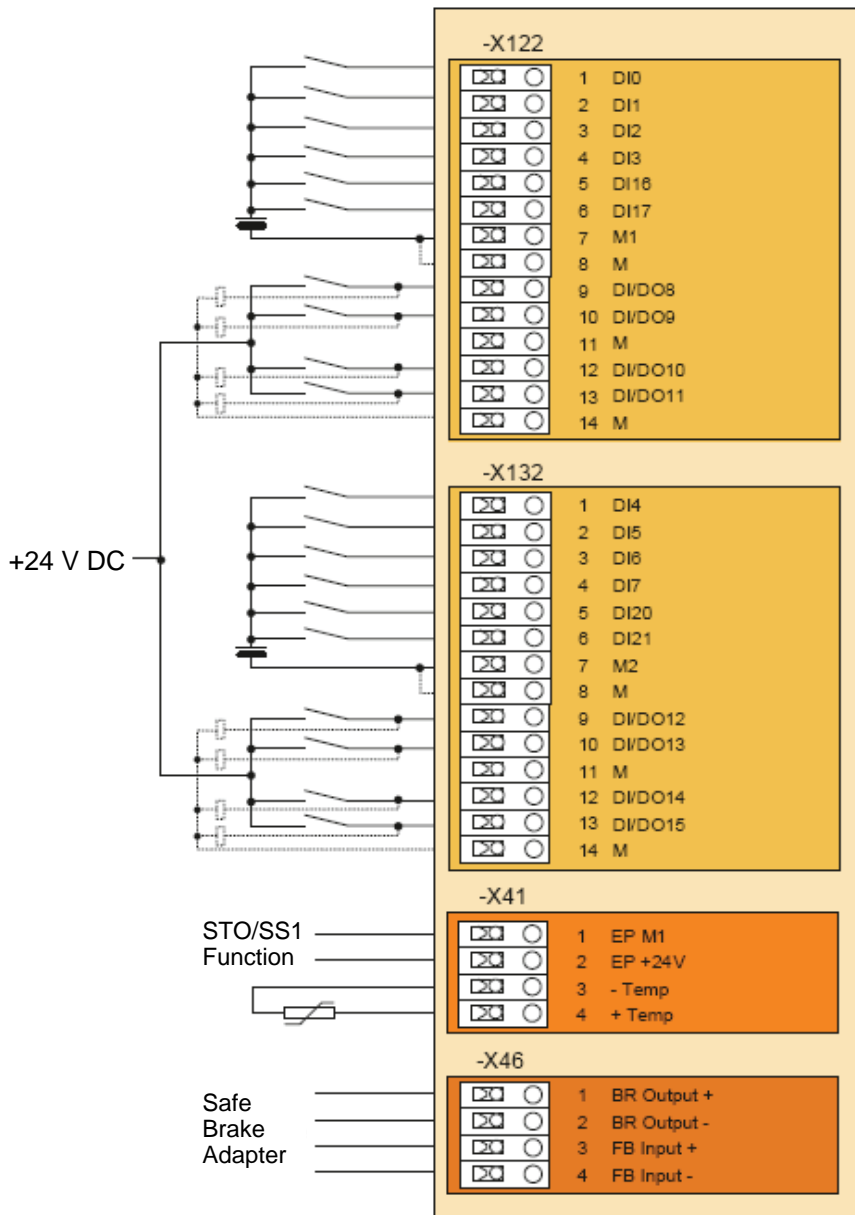 -X122
1 DI0
2 DI1
3 DI2
4 DI3
5 DI16
6 DI17
7 M1
8 M
9 DI/DO8
10 DI/DO9
11 M
12 DI/DO10
13 DI/DO11
14 M
-X132
1 DI4
2 DI5
3 DI6
4 DI7
5 DI20
6 DI21
7 M2
8 M
9 DI/DO12
10 DI/DO13
11 M
12 DI/DO14
13 DI/DO15
14 M
+24 V DC
-X41
STO/SS1
Function
1 EP M1
2 EP +24V
3 - Temp
4 + Temp
-X46
Safe
Brake
Adapter
1 BR Output +
2 BR Output -
3 FB Input +
4 FB Input -